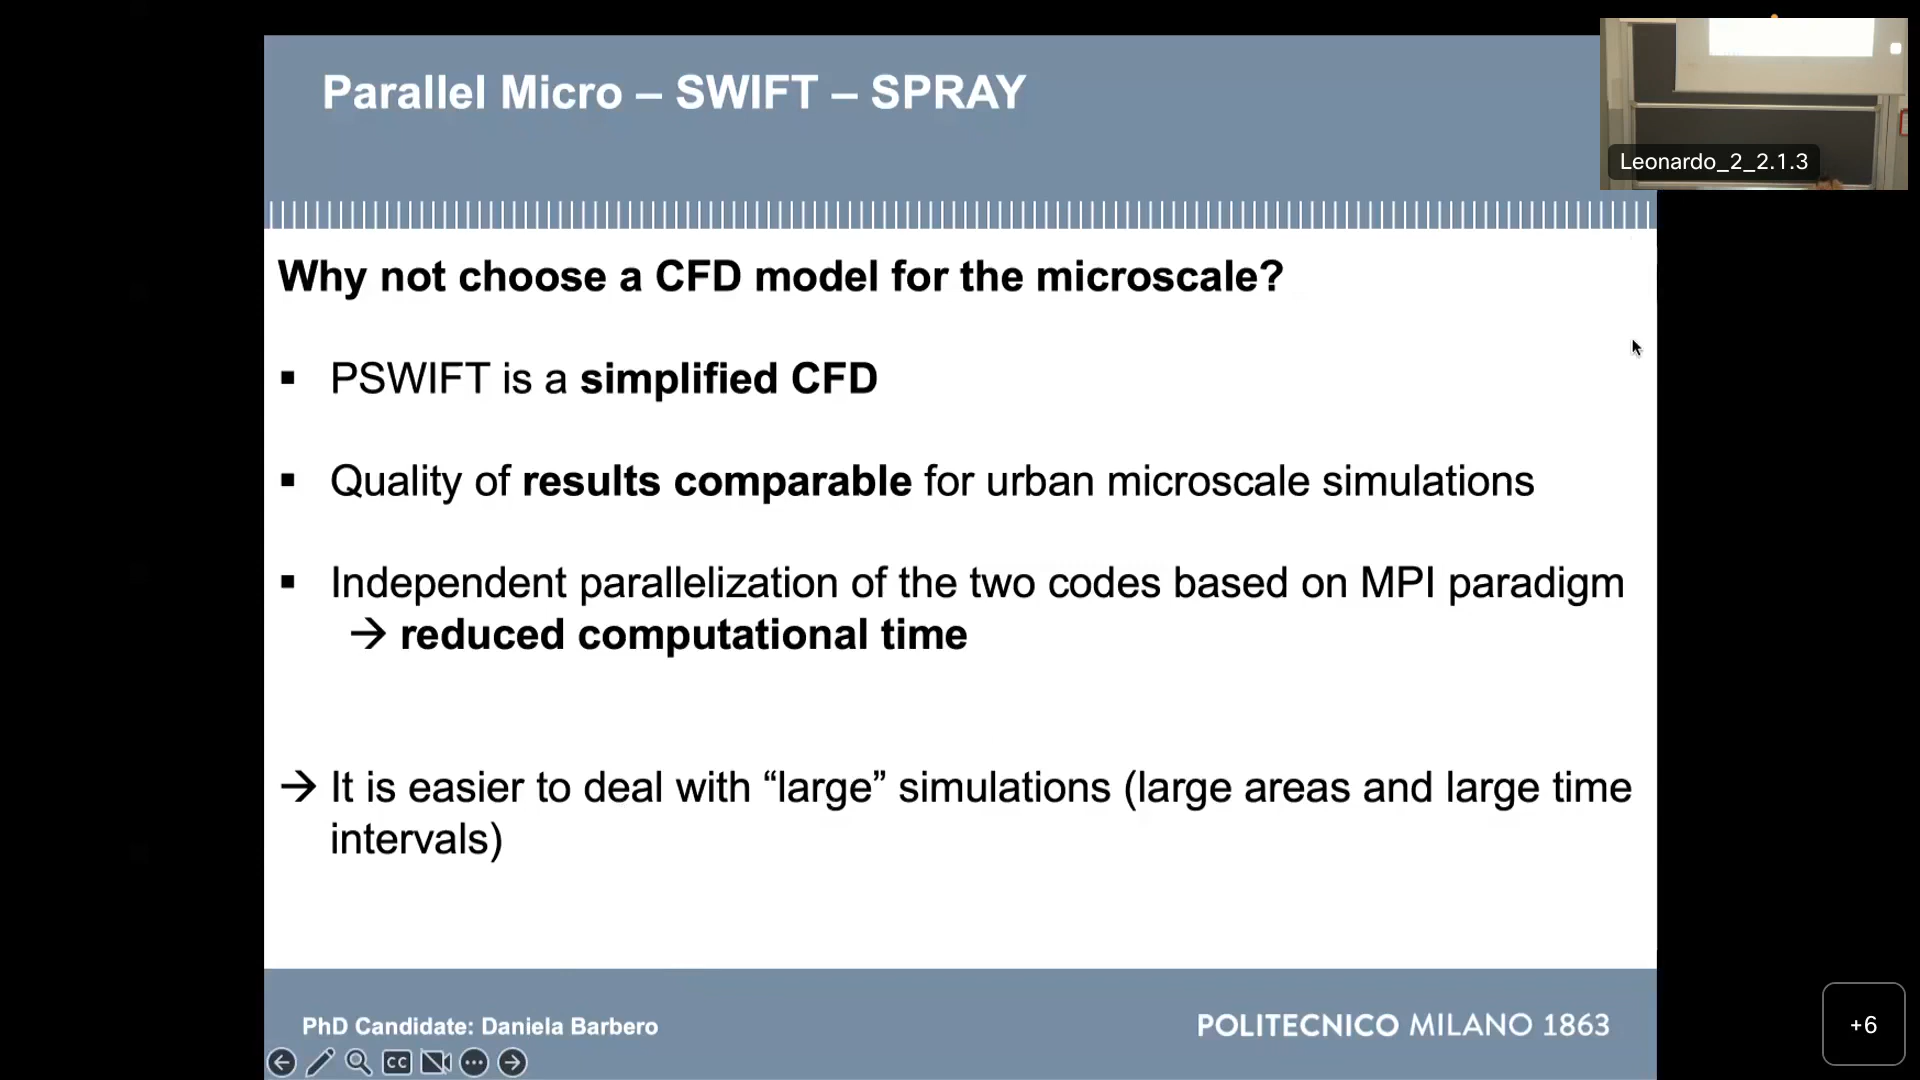 Parallel Micro – SWIFT – SPRAY
Leonardo_2_2.1.3
Why not choose a CFD model for the microscale?
▪ PSWIFT is a simplified CFD
▪ Quality of results comparable for urban microscale simulations
▪ Independent parallelization of the two codes based on MPI paradigm
→ reduced computational time
→ It is easier to deal with “large” simulations (large areas and large time
intervals)
PhD Candidate: Daniela Barbero
POLITECNICO MILANO 1863
CC
+6